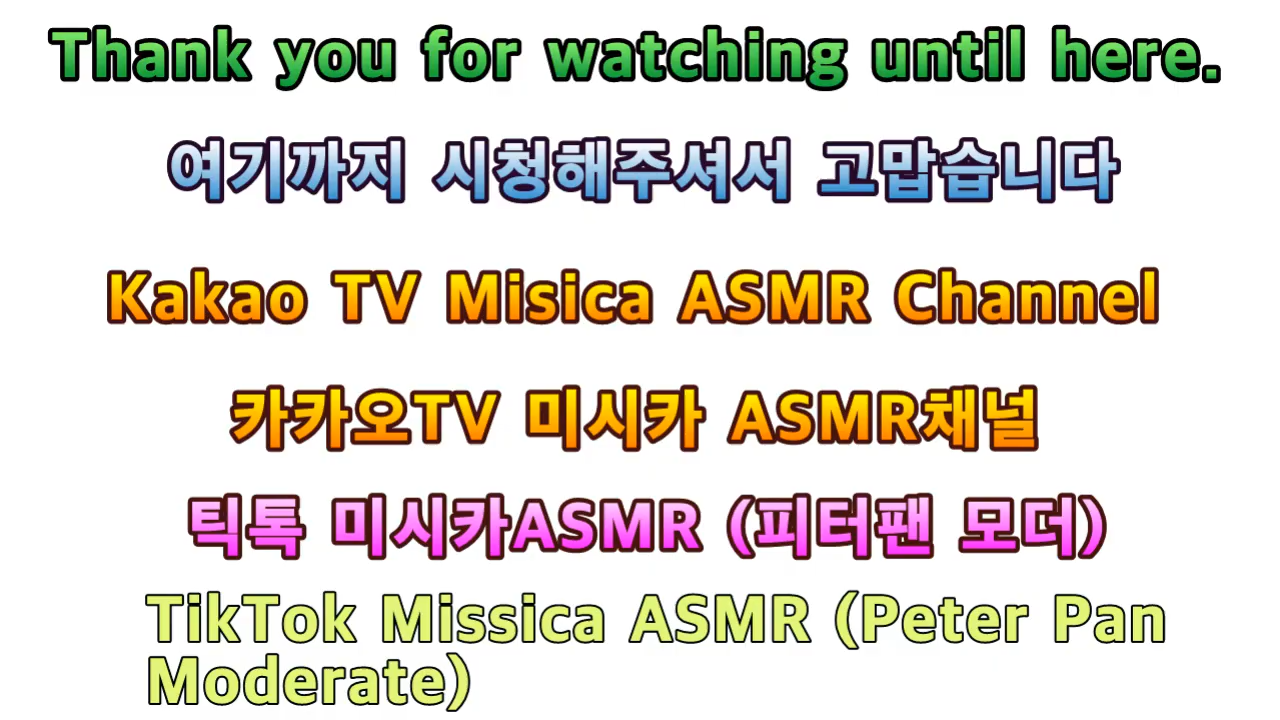 Thank you for watching until here.
여기까지 시청해주셔서 고맙습니다
Kakao TV Misica ASMR Channel
카카오TV 미시카 ASMR채널
틱톡 미시카ASMR (피터팬 모더)
TikTok Missica ASMR (Peter Pan
Moderate)